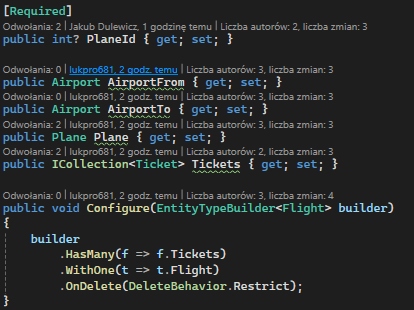 [Required]
Odwołania: 2 | Jakub Dulewicz, 1 godzinę temu | Liczba autorów: 2, liczba zmian: 3
public int? PlaneId { get; set; }
Odwołania: 0 | lukpro681, 2 godz. temu | Liczba autorów: 3, liczba zmian: 3
public Airport AirportFrom { get; set; }
Odwołania: 0 | lukpro681, 2 godz. temu | Liczba autorów: 3, liczba zmian: 3
public Airport AirportTo { get; set; }
Odwołania: 2 | lukpro681, 2 godz. temu | Liczba autorów: 3, liczba zmian: 3
public Plane Plane { get; set; }
Odwołania: 2 | lukpro681, 2 godz. temu | Liczba autorów: 2, liczba zmian: 3
public ICollection<Ticket> Tickets { get; set; }
Odwołania: 0 | lukpro681, 2 godz. temu | Liczba autorów: 3, liczba zmian: 4
public void Configure(EntityTypeBuilder<Flight> builder)
{
builder
.HasMany(f => f.Tickets)
.WithOne(t => t.Flight)
.OnDelete(DeleteBehavior.Restrict);
}